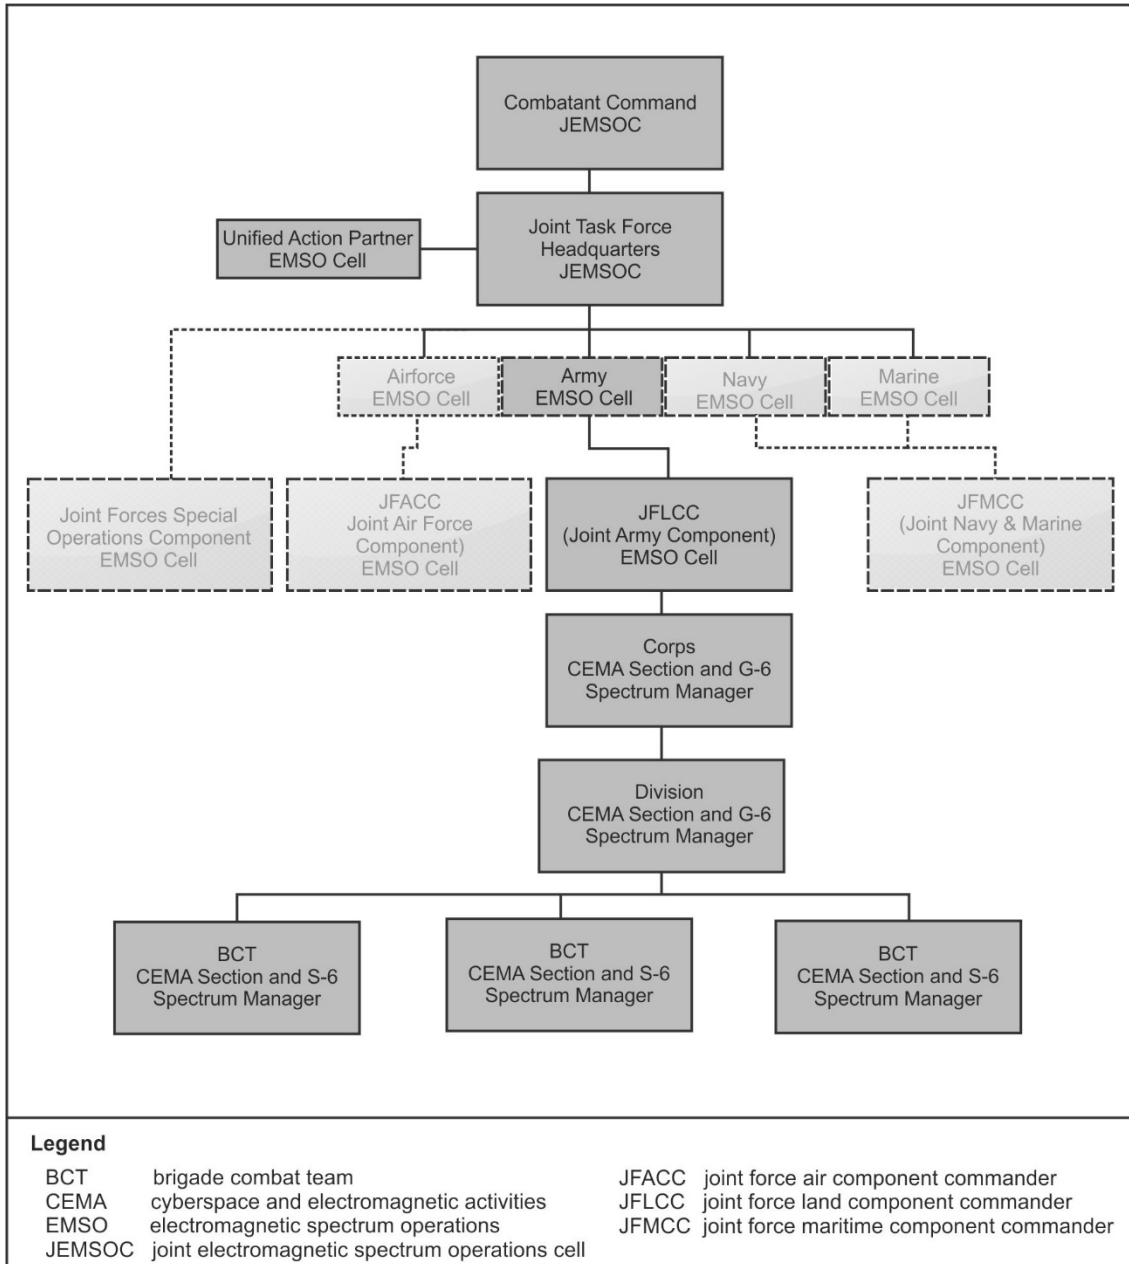 Combatant Command
JEMSOC
Joint Task Force
Headquarters
JEMSOC
Unified Action Partner
EMSO Cell
Airforce
EMSO Cell
Army
EMSO Cell
Navy
EMSO Cell
Marine
EMSO Cell
Joint Forces Special
Operations Component
EMSO Cell
JFACC
Joint Air Force
Component)
EMSO Cell
JFLCC
(Joint Army Component)
EMSO Cell
JFMCC
(Joint Navy & Marine
Component)
EMSO Cell
Corps
CEMA Section and G-6
Spectrum Manager
Division
CEMA Section and G-6
Spectrum Manager
BCT
CEMA Section and S-6
Spectrum Manager
BCT
CEMA Section and S-6
Spectrum Manager
BCT
CEMA Section and S-6
Spectrum Manager
Legend
BCT brigade combat team
CEMA cyberspace and electromagnetic activities
EMSO electromagnetic spectrum operations
JEMSOC joint electromagnetic spectrum operations cell
JFACC joint force air component commander
JFLCC joint force land component commander
JFMCC joint force maritime component commander